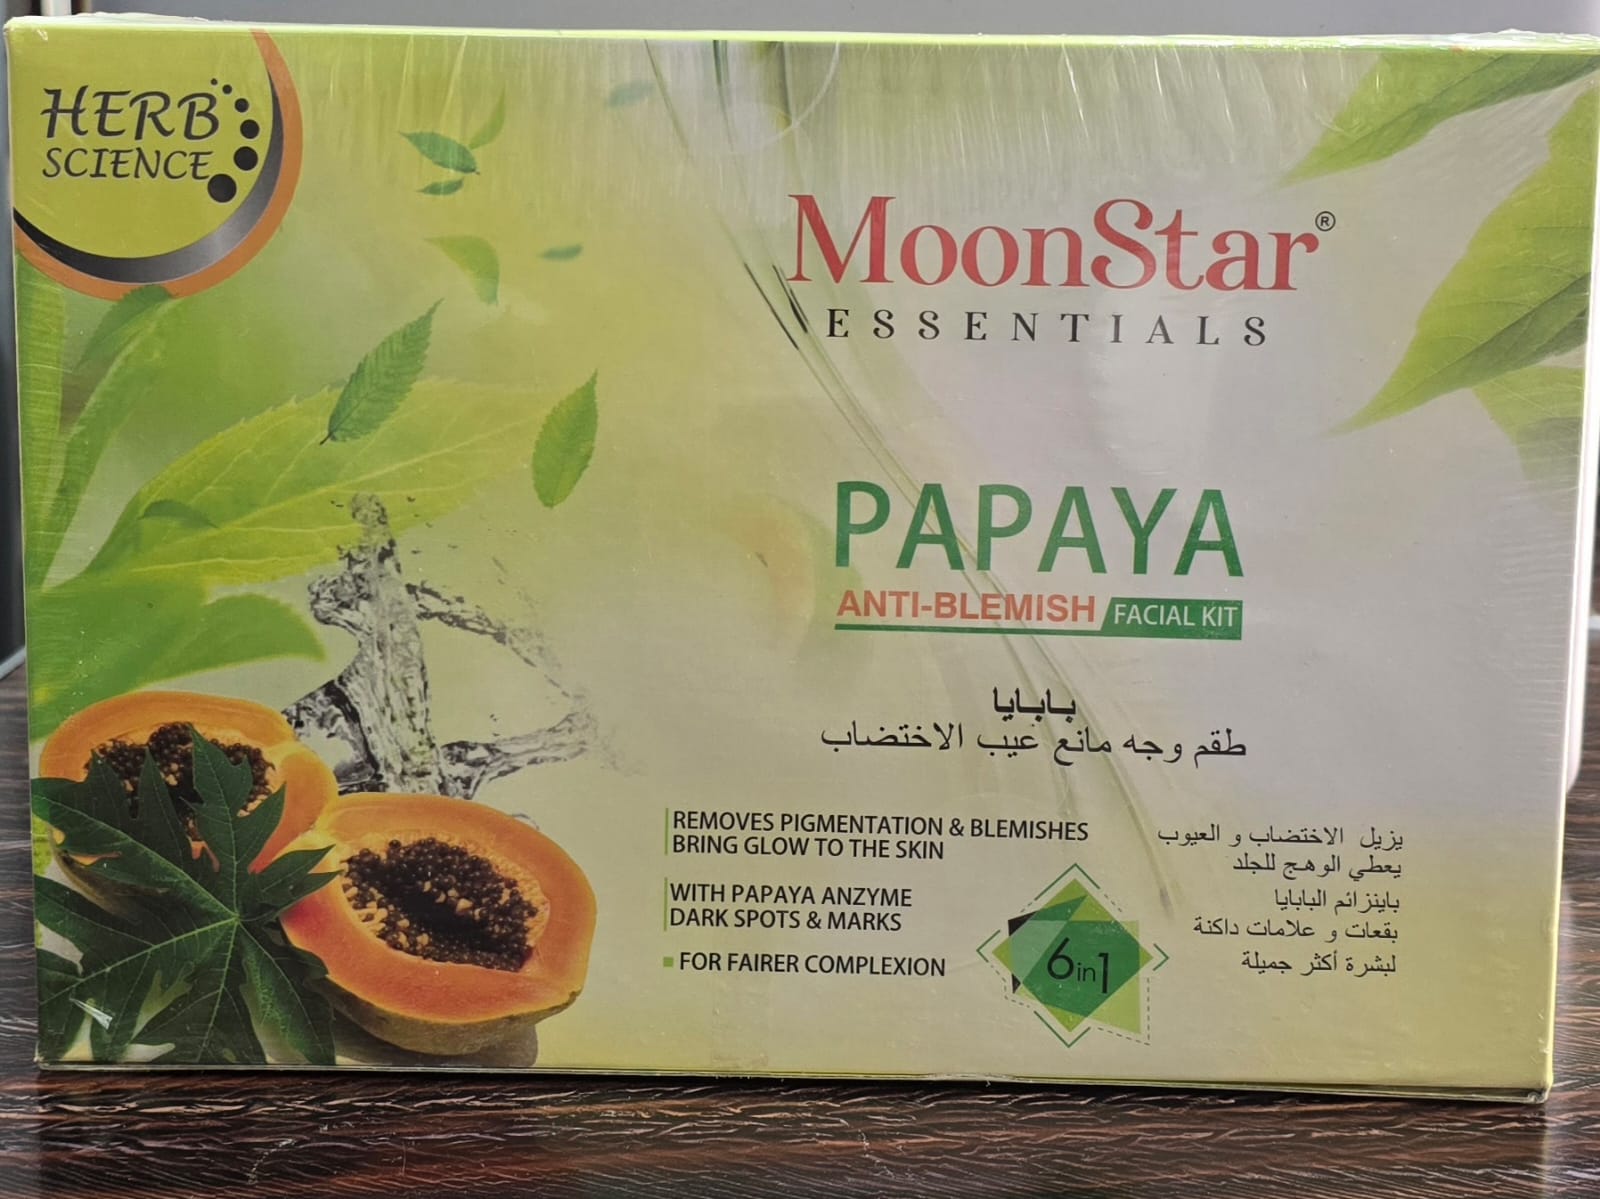 HERB
SCIENCE
MOONSTAR®
ESSENTIALS
PAPAYA
ANTI-BLEMISH FACIAL KIT
بابايا
طقم وجه مانع عيب الاختضاب
REMOVES PIGMENTATION & BLEMISHES
BRING GLOW TO THE SKIN
WITH PAPAYA ANZYME
DARK SPOTS & MARKS
FOR FAIRER COMPLEXION
6in1
يزيل الاختضاب و العيوب
يعطي الوهج للجلد
باينزائم البابايا
بقعات و علامات داكنة
لبشرة أكثر جميلة